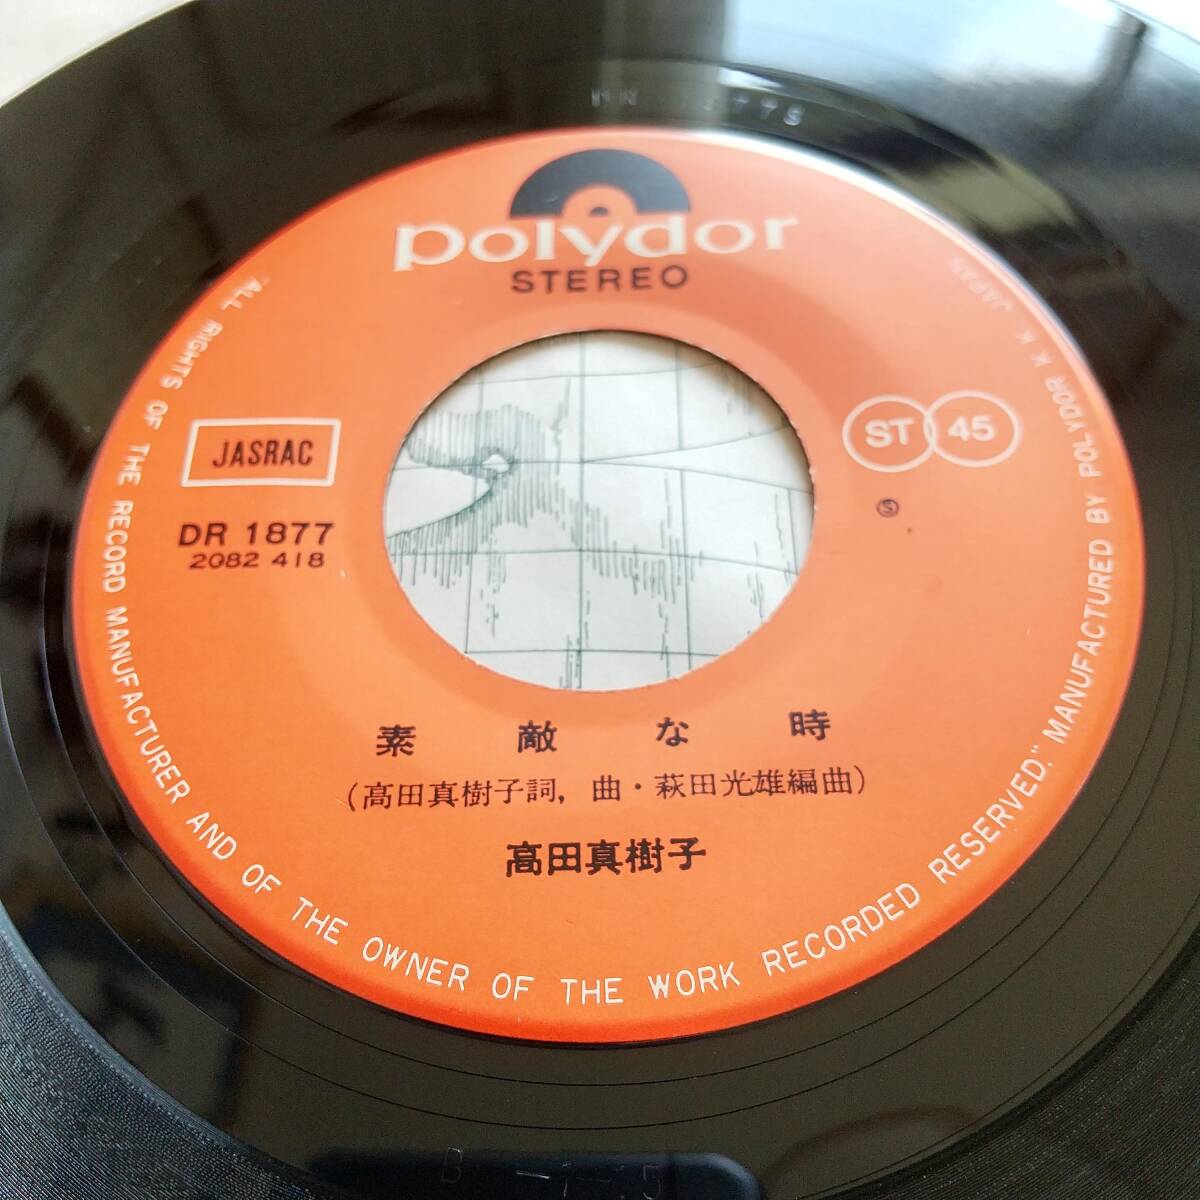 polydor
STEREO
JASRAC
DR 1877
2082 418
ST 45
Ⓢ
素敵な時
(高田真樹子詞, 曲・萩田光雄編曲)
高田真樹子
"ALL RIGHTS OF THE RECORD MANUFACTURER AND OF THE OWNER OF THE WORK RECORDED RESERVED." MANUFACTURED BY POLYDOR K K JAPAN